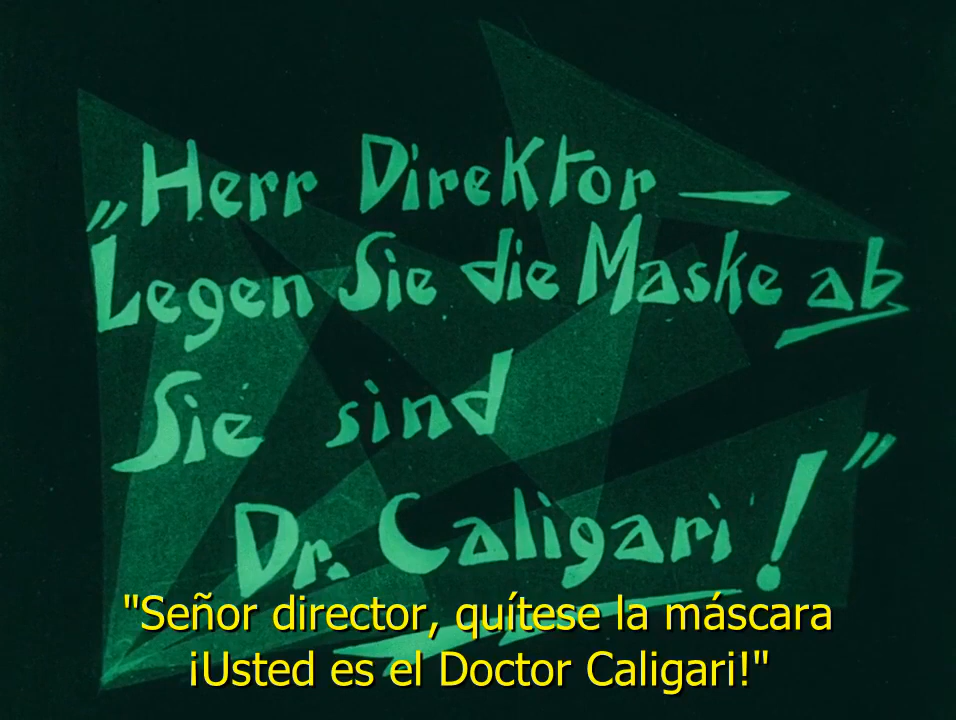 „Herr Direktor —
Legen Sie die Maske ab
Sie sind
Dr. Caligari!”
"Señor director, quítese la máscara
¡Usted es el Doctor Caligari!"